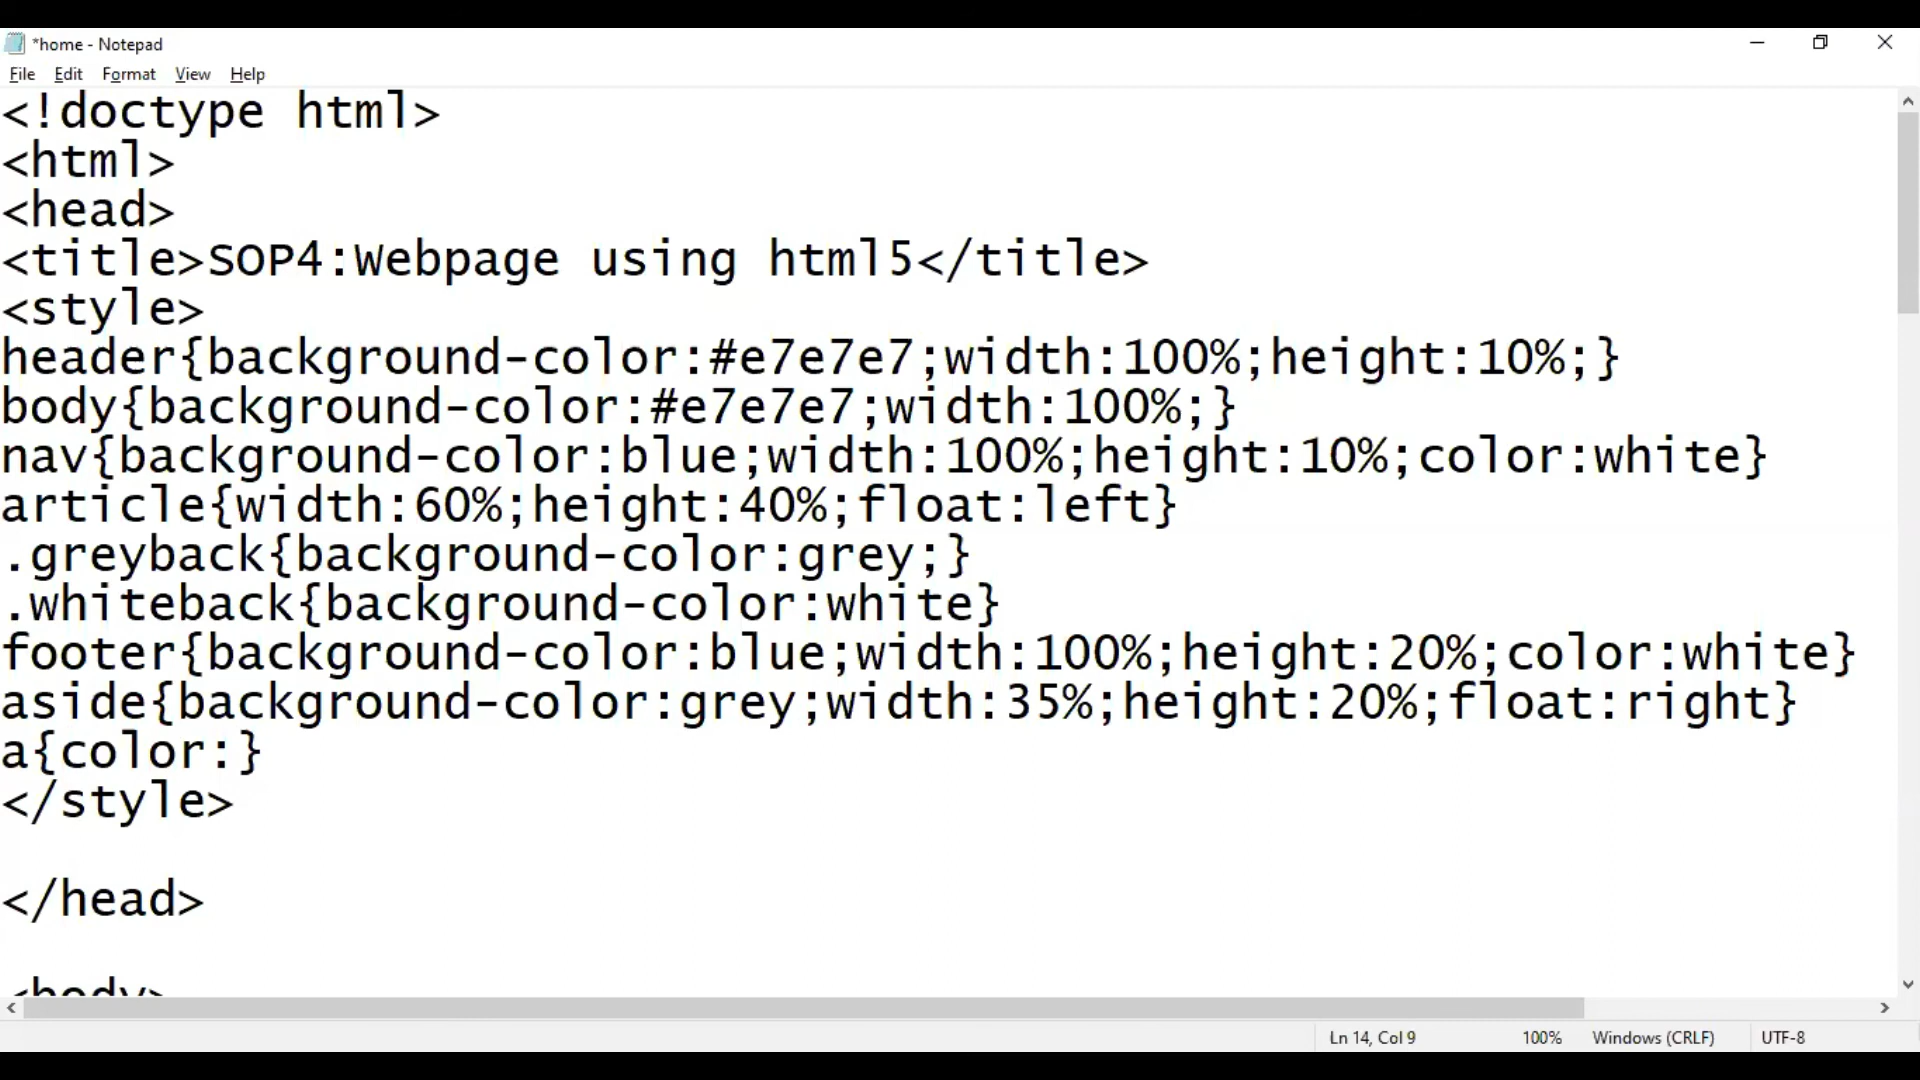 *home - Notepad
File Edit Format View Help
<!doctype html>
<html>
<head>
<title>SOP4:Webpage using html5</title>
<style>
header{background-color:#e7e7e7;width:100%;height:10%;}
body{background-color:#e7e7e7;width:100%;}
nav{background-color:blue;width:100%;height:10%;color:white}
article{width:60%;height:40%;float:left}
.greyback{background-color:grey;}
.whiteback{background-color:white}
footer{background-color:blue;width:100%;height:20%;color:white}
aside{background-color:grey;width:35%;height:20%;float:right}
a{color:}
</style>
</head>
<body>
Ln 14, Col 9 100% Windows (CRLF) UTF-8